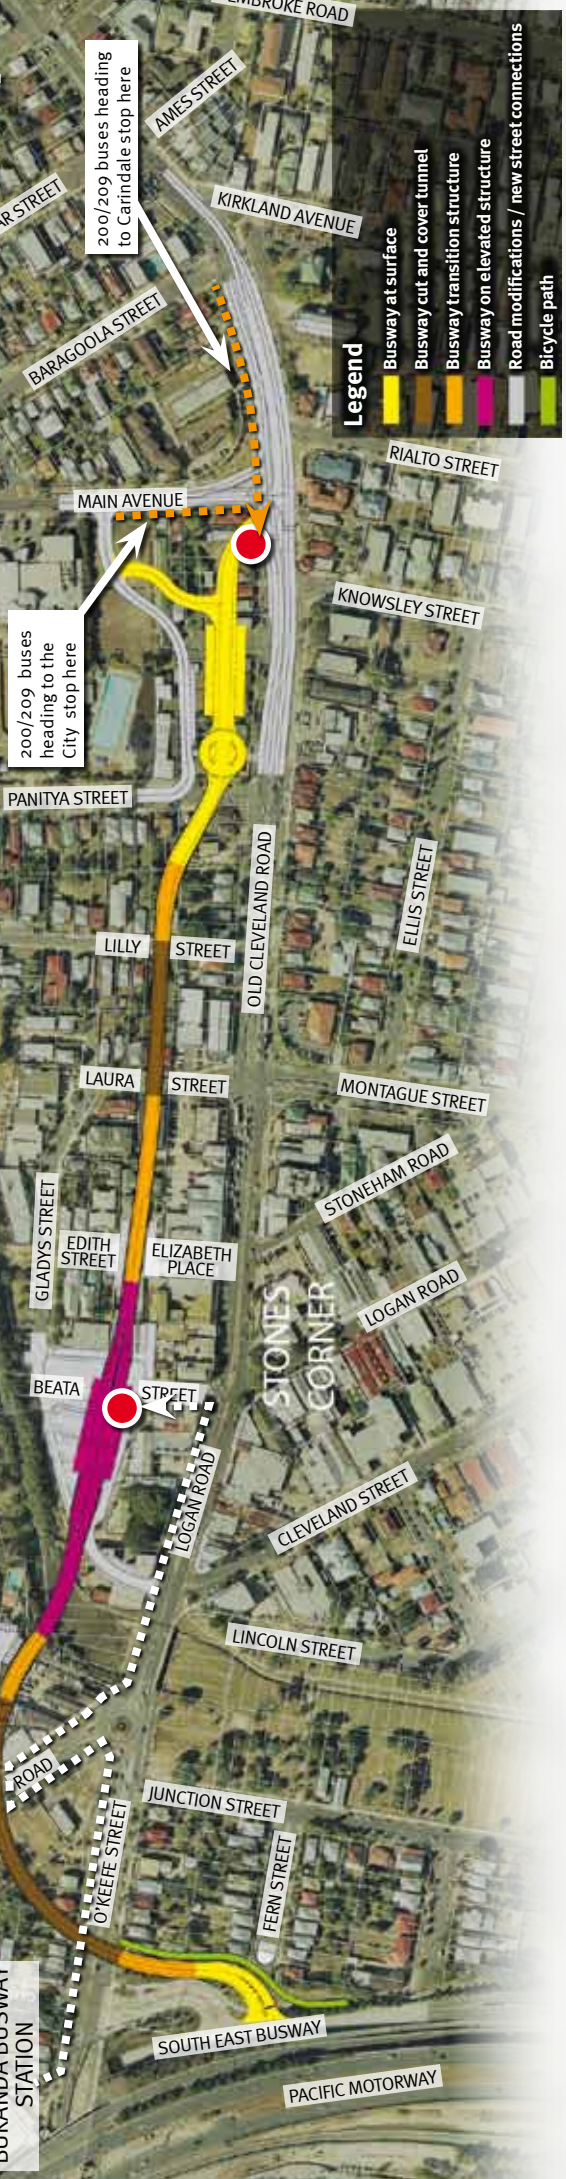 PEMBROKE ROAD
AMES STREET
200/209 buses heading
to Carindale stop here
AR STREET
KIRKLAND AVENUE
BARAGOOLA STREET
Legend
Busway at surface
Busway cut and cover tunnel
Busway transition structure
Busway on elevated structure
Road modifications / new street connections
Bicycle path
RIALTO STREET
MAIN AVENUE
KNOWSLEY STREET
200/209 buses
heading to the
City stop here
PANITYA STREET
OLD CLEVELAND ROAD
ELLIS STREET
LILLY STREET
LAURA STREET
MONTAGUE STREET
STONEHAM ROAD
GLADYS STREET
EDITH
STREET
ELIZABETH
PLACE
STONES
CORNER
LOGAN ROAD
BEATA STREET
LOGAN ROAD
CLEVELAND STREET
LINCOLN STREET
ROAD
JUNCTION STREET
O'KEEFE STREET
FERN STREET
BURANDA BUSWAY
STATION
SOUTH EAST BUSWAY
PACIFIC MOTORWAY